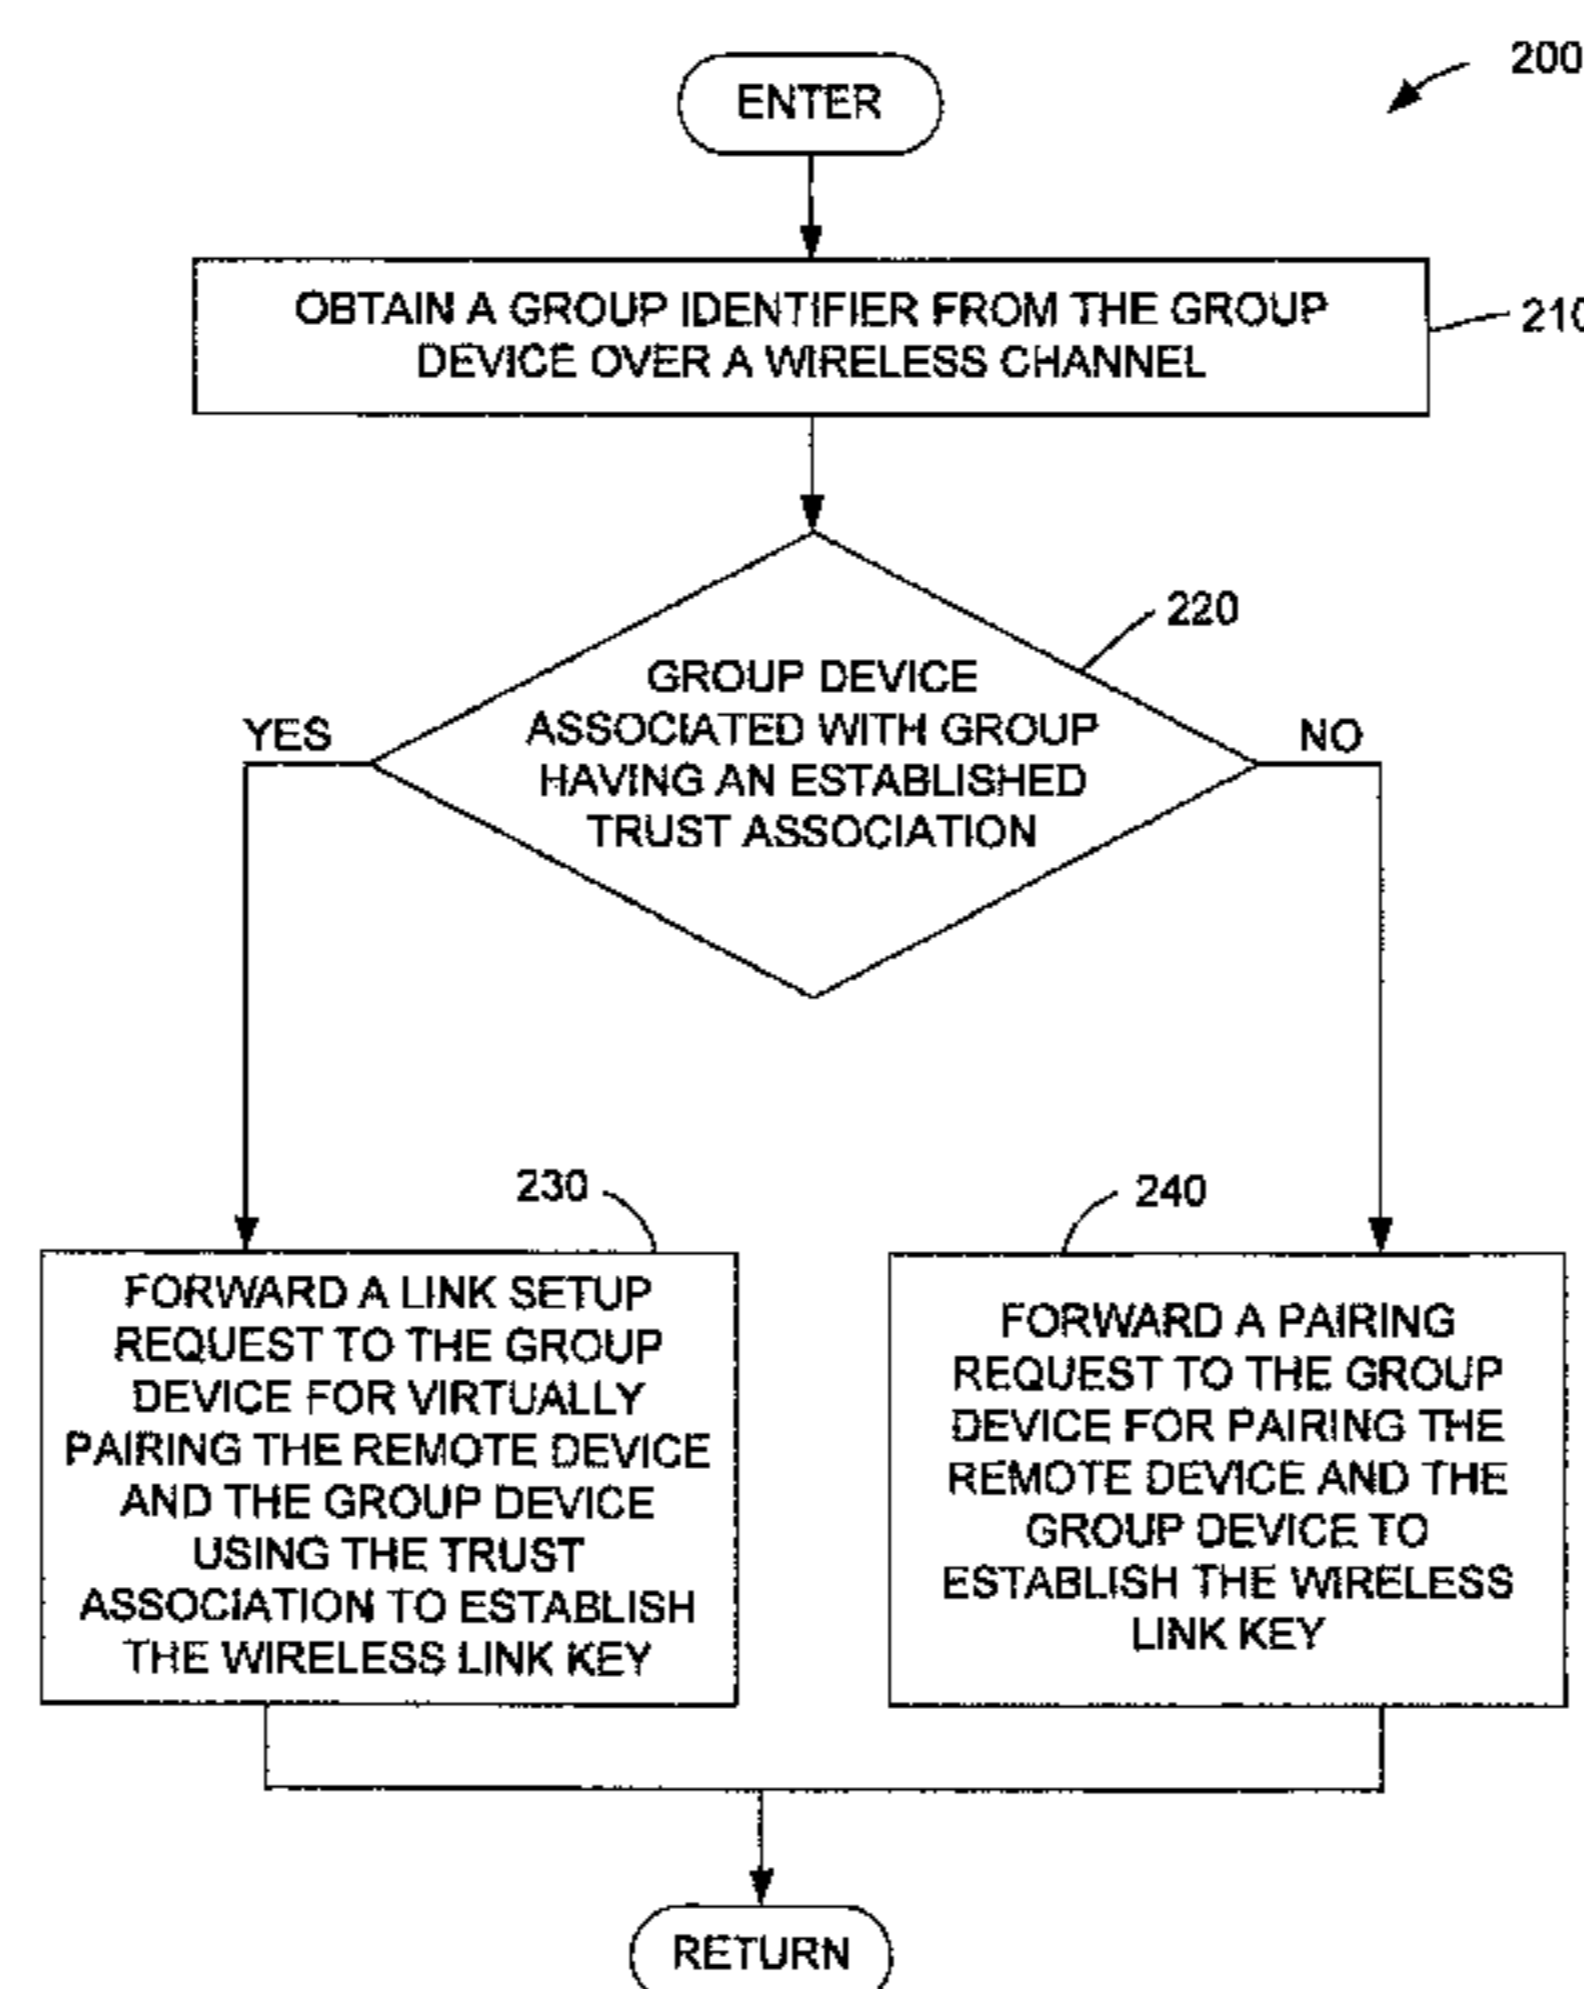 200
ENTER
OBTAIN A GROUP IDENTIFIER FROM THE GROUP
DEVICE OVER A WIRELESS CHANNEL
210
220
GROUP DEVICE
ASSOCIATED WITH GROUP
HAVING AN ESTABLISHED
TRUST ASSOCIATION
YES
NO
230
FORWARD A LINK SETUP
REQUEST TO THE GROUP
DEVICE FOR VIRTUALLY
PAIRING THE REMOTE DEVICE
AND THE GROUP DEVICE
USING THE TRUST
ASSOCIATION TO ESTABLISH
THE WIRELESS LINK KEY
240
FORWARD A PAIRING
REQUEST TO THE GROUP
DEVICE FOR PAIRING THE
REMOTE DEVICE AND THE
GROUP DEVICE TO
ESTABLISH THE WIRELESS
LINK KEY
RETURN